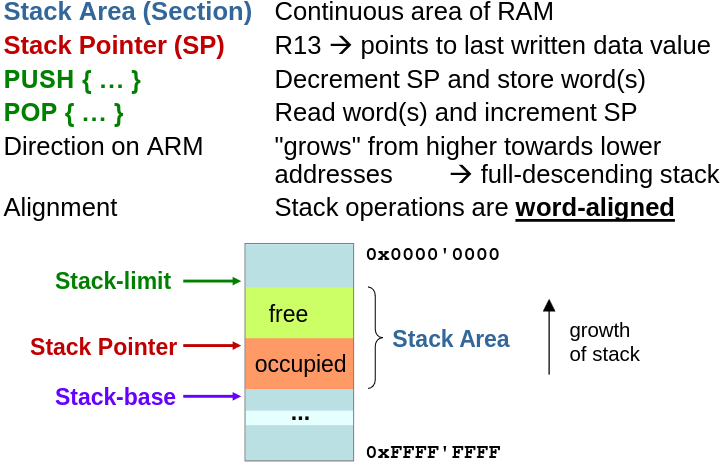 Stack Area (Section) Continuous area of RAM
Stack Pointer (SP) R13 → points to last written data value
PUSH { … } Decrement SP and store word(s)
POP { … } Read word(s) and increment SP
Direction on ARM "grows" from higher towards lower
addresses → full-descending stack
Alignment Stack operations are word-aligned
0x0000'0000
Stack-limit
free
Stack Pointer
Stack Area
growth
of stack
occupied
Stack-base
...
0xFFFF'FFFF